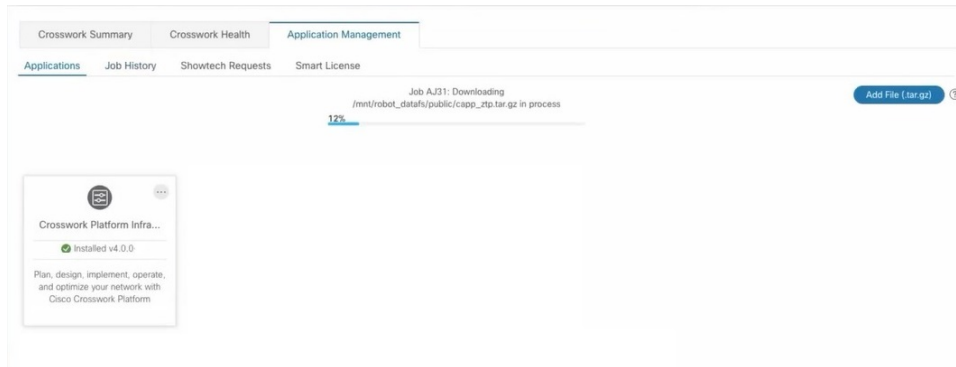 Crosswork Summary Crosswork Health Application Management
Applications Job History Showtech Requests Smart License
Job AJ31: Downloading
/mnt/robot_datafs/public/capp_ztp.tar.gz in process
Add File (.tar.gz)
12%
Crosswork Platform Infra...
Installed v4.0.0
Plan, design, implement, operate,
and optimize your network with
Cisco Crosswork Platform